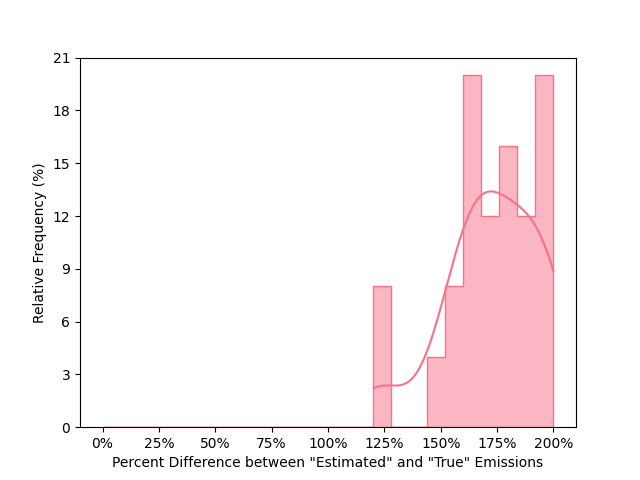 21
18
15
12
9
6
3
0
Relative Frequency (%)
0% 25% 50% 75% 100% 125% 150% 175% 200%
Percent Difference between "Estimated" and "True" Emissions